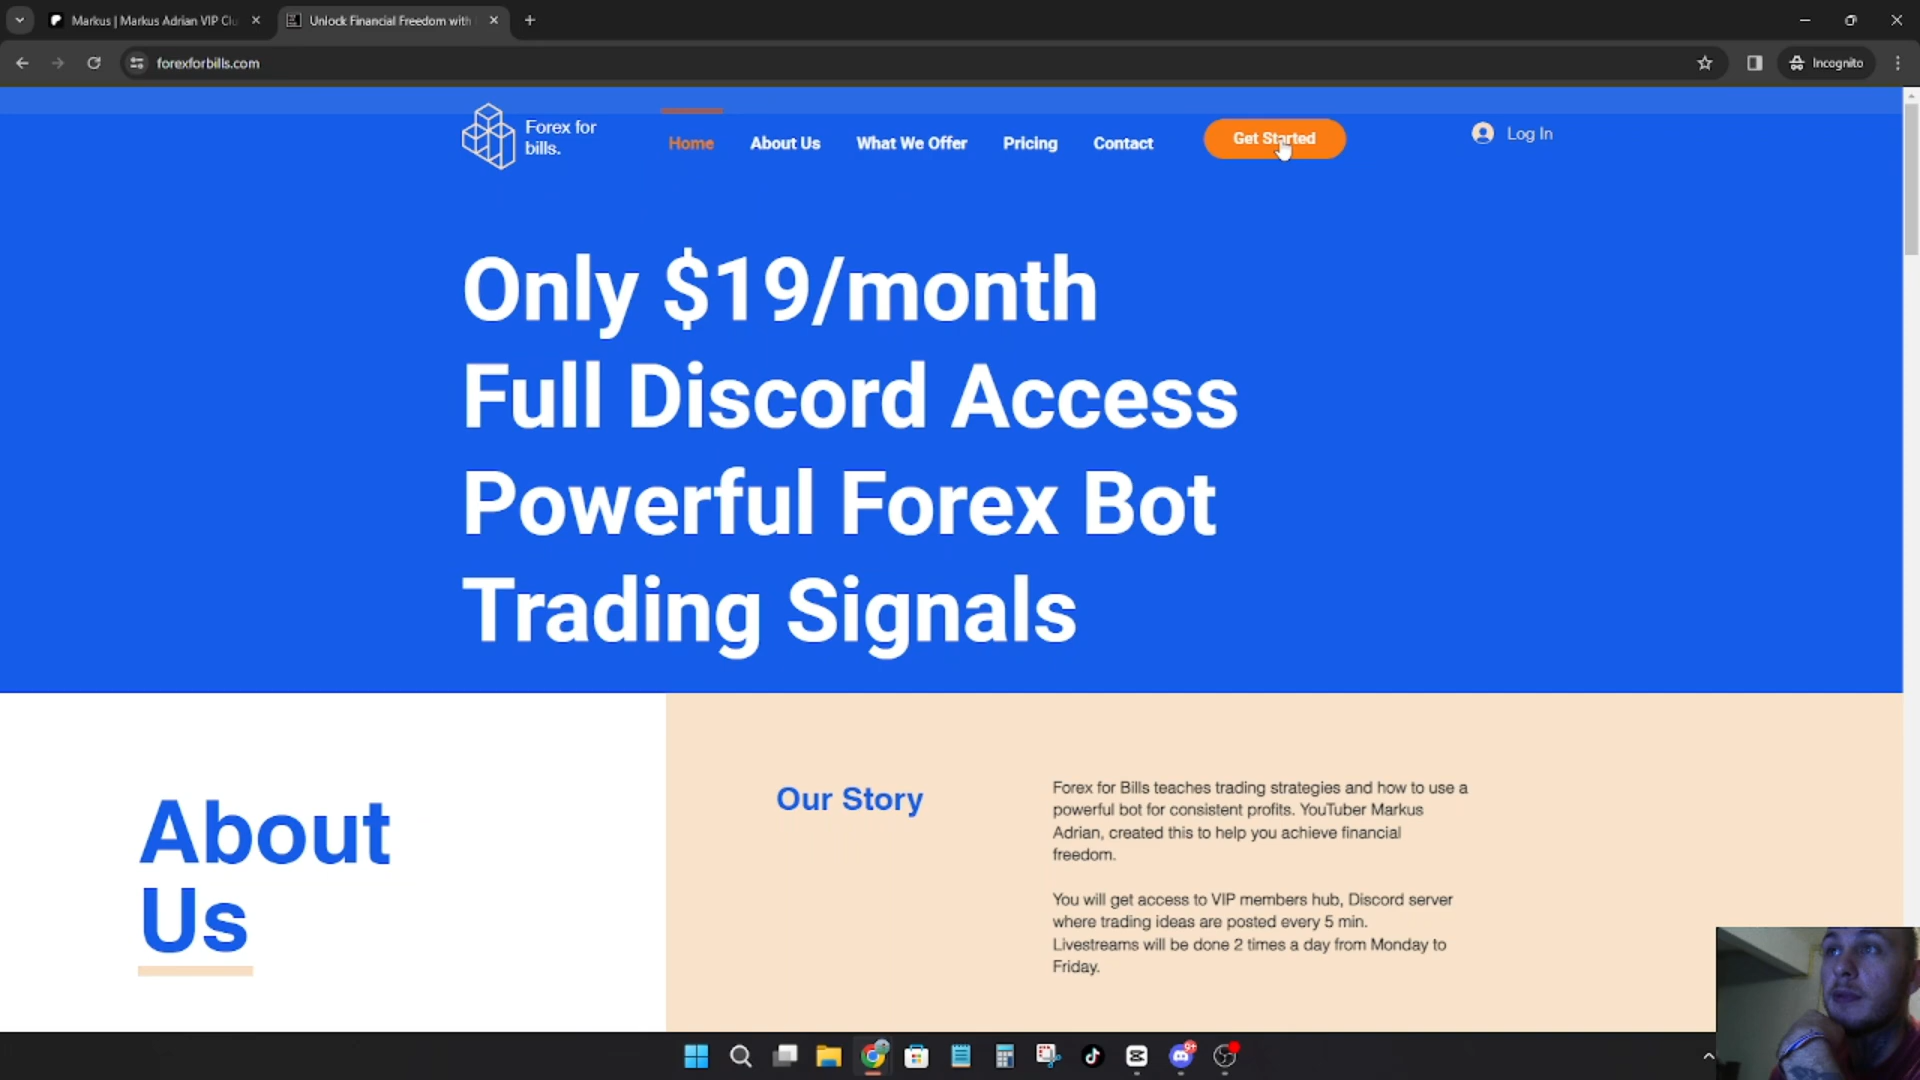 Markus | Markus Adrian VIP Clu
Unlock Financial Freedom with
forexforbills.com
Incognito
Forex for
bills.
Home
About Us
What We Offer
Pricing
Contact
Get Started
Log In
Only $19/month
Full Discord Access
Powerful Forex Bot
Trading Signals
About
Us
Our Story
Forex for Bills teaches trading strategies and how to use a
powerful bot for consistent profits. YouTuber Markus
Adrian, created this to help you achieve financial
freedom.
You will get access to VIP members hub, Discord server
where trading ideas are posted every 5 min.
Livestreams will be done 2 times a day from Monday to
Friday.
9+